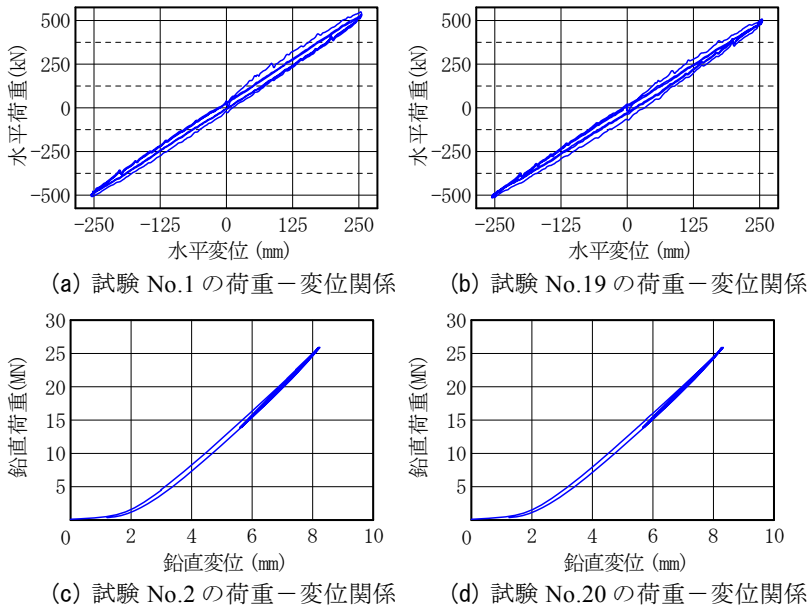 水平荷重(kN)
500
250
0
−250
−500
−250 −125 0 125 250
水平変位 (mm)
(a) 試験 No.1 の荷重−変位関係
水平荷重(kN)
500
250
0
−250
−500
−250 −125 0 125 250
水平変位 (mm)
(b) 試験 No.19 の荷重−変位関係
鉛直荷重(MN)
30
25
20
15
10
5
0 2 4 6 8 10
鉛直変位 (mm)
(c) 試験 No.2 の荷重−変位関係
鉛直荷重(MN)
30
25
20
15
10
5
0 2 4 6 8 10
鉛直変位 (mm)
(d) 試験 No.20 の荷重−変位関係